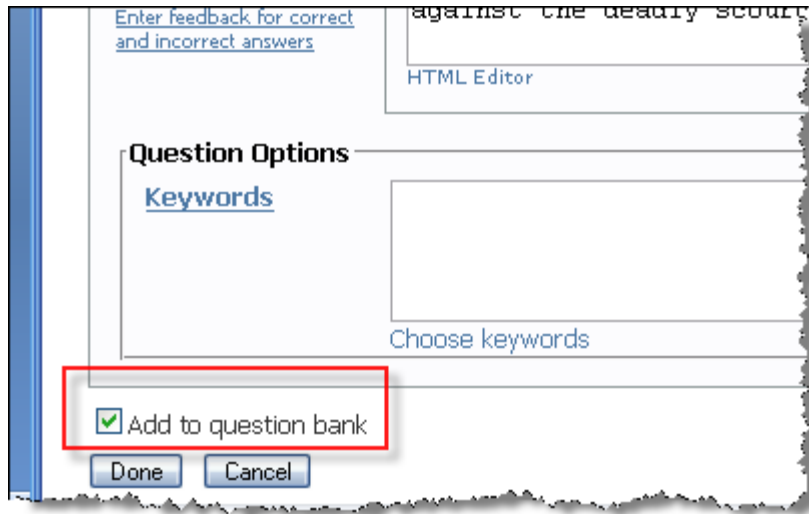 Enter feedback for correct
and incorrect answers
against the deadly scourg
HTML Editor
Question Options
Keywords
Choose keywords
Add to question bank
Done Cancel